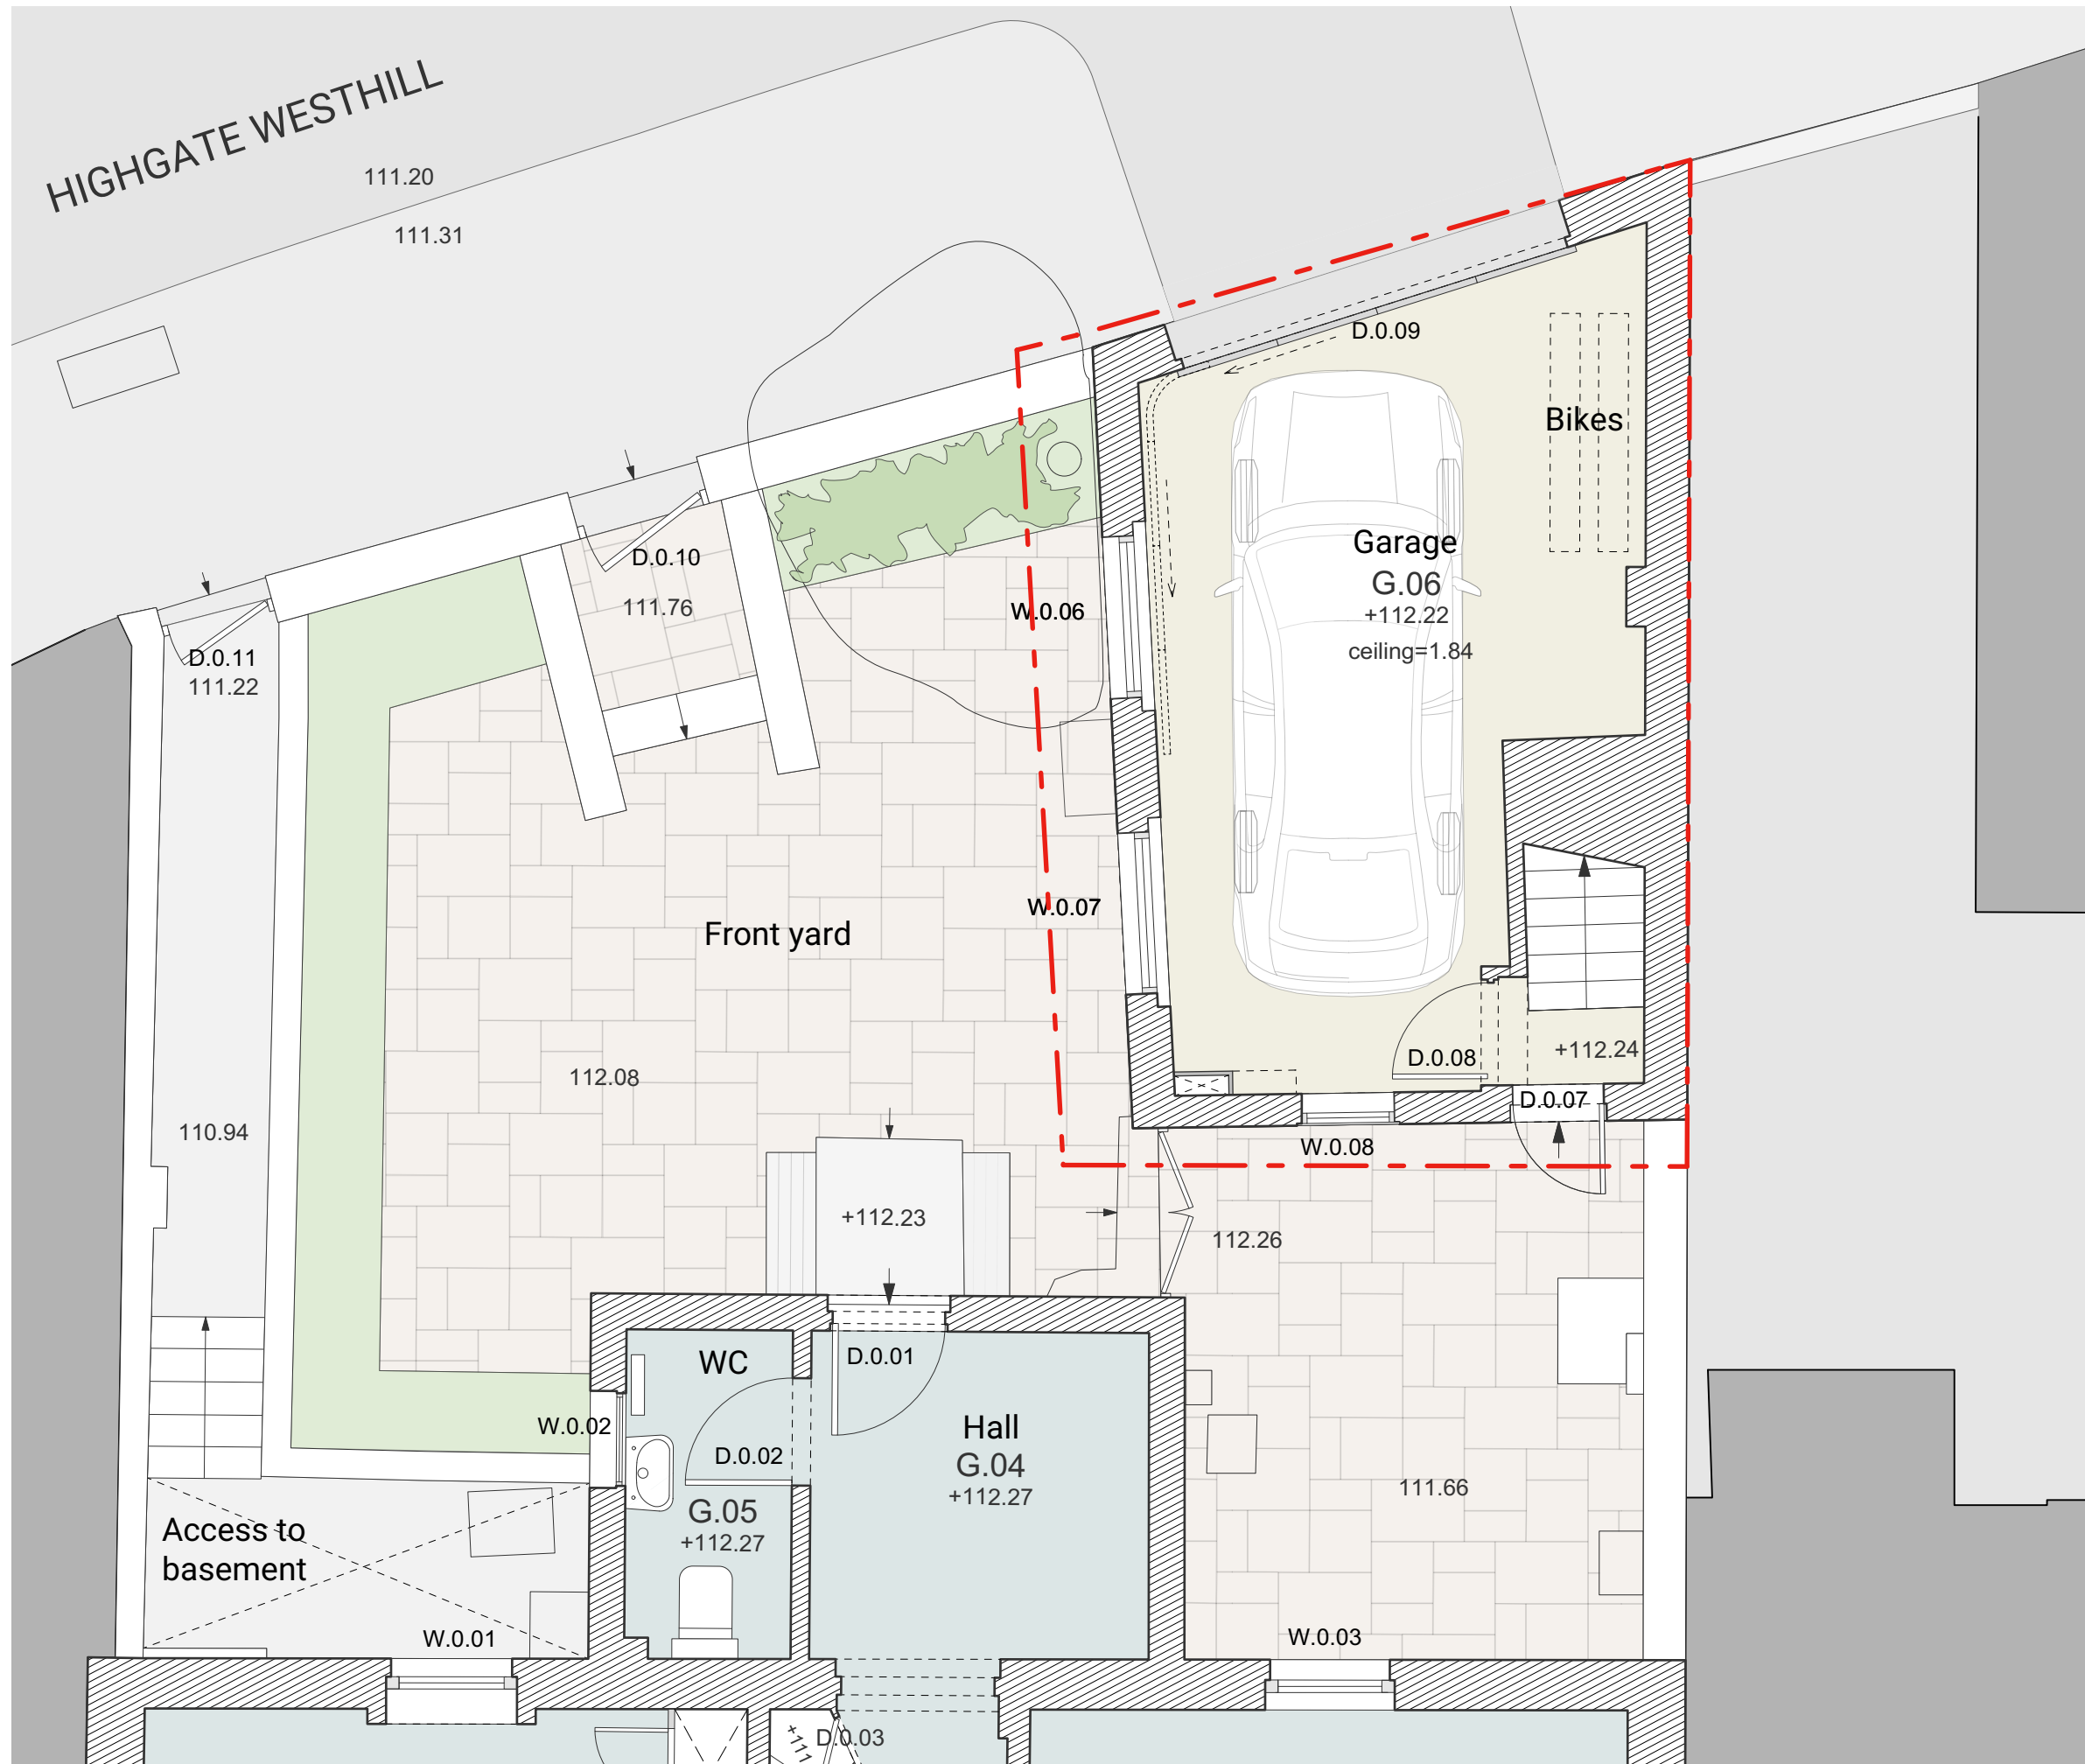 HIGHGATE WESTHILL
111.20
111.31
D.0.09
Bikes
Garage
G.06
+112.22
ceiling=1.84
D.0.10
111.76
W.0.06
D.0.11
111.22
W.0.07
Front yard
D.0.08
+112.24
112.08
D.0.07
110.94
W.0.08
+112.23
112.26
WC
D.0.01
W.0.02
Hall
D.0.02
G.04
+112.27
111.66
G.05
+112.27
Access to
basement
W.0.01
W.0.03
D.0.03